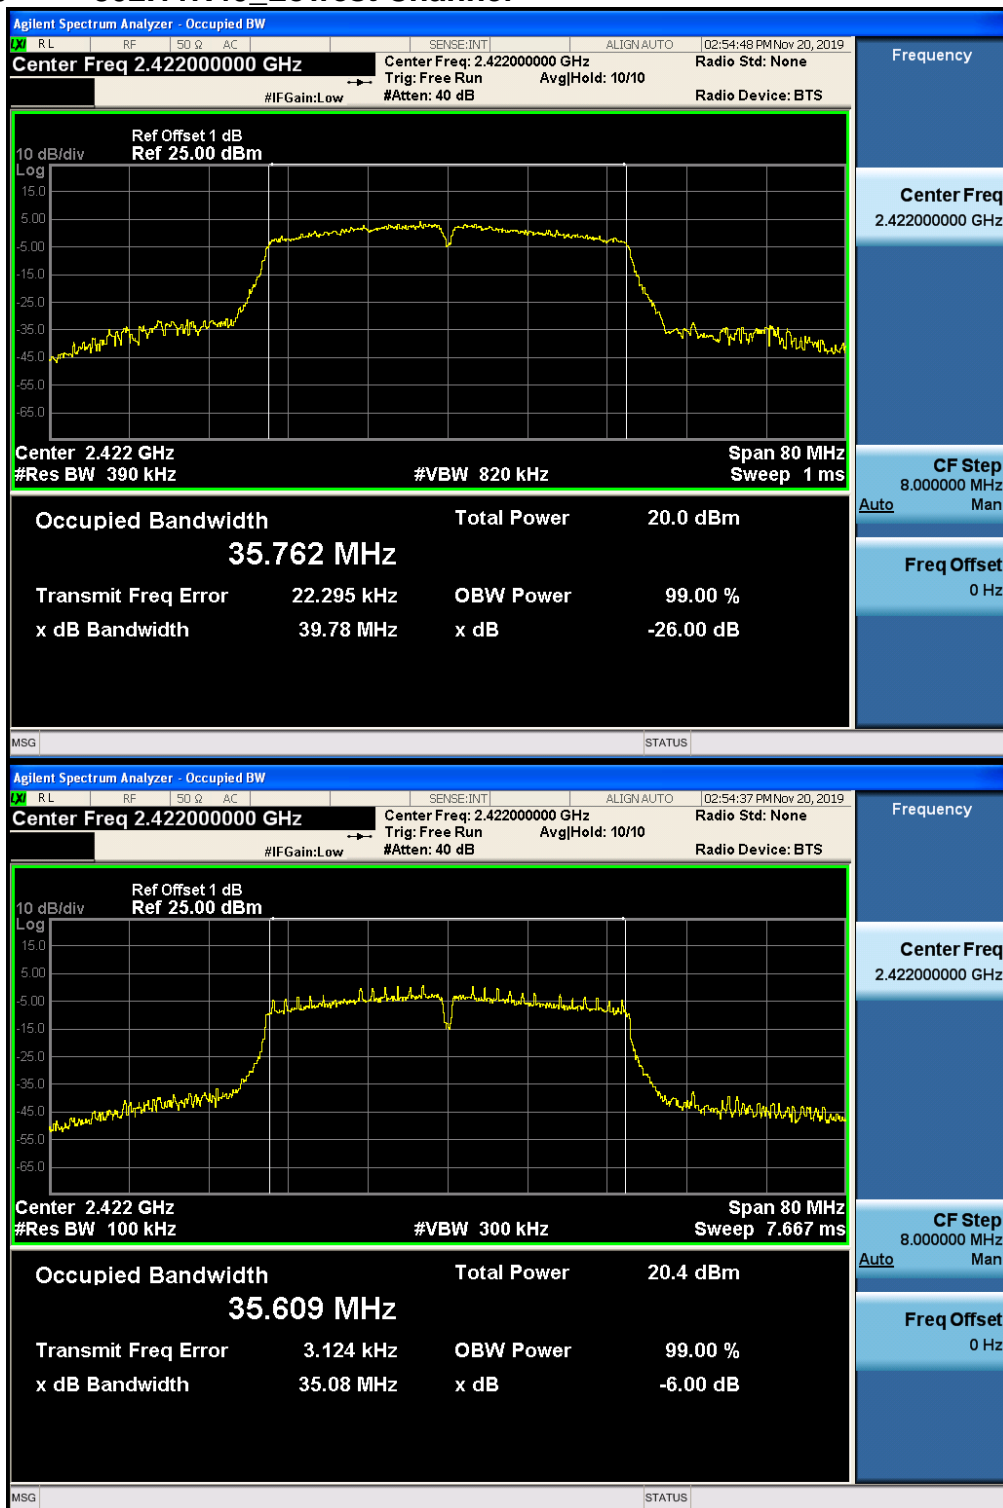 802.11n40_Lowest Channel
Agilent Spectrum Analyzer - Occupied BW
LXI RL RF 50 Ω AC SENSE:INT ALIGN AUTO 02:54:48 PM Nov 20, 2019
Center Freq 2.422000000 GHz
Center Freq: 2.422000000 GHz Radio Std: None
Trig: Free Run Avg|Hold: 10/10
#IFGain:Low #Atten: 40 dB Radio Device: BTS
Frequency
Ref Offset 1 dB
10 dB/div Ref 25.00 dBm
Log
15.0
5.00
-5.00
-15.0
-25.0
-35.0
-45.0
-55.0
-65.0
Center 2.422 GHz Span 80 MHz
#Res BW 390 kHz #VBW 820 kHz Sweep 1 ms
Center Freq
2.422000000 GHz
CF Step
8.000000 MHz
Auto Man
Freq Offset
0 Hz
Occupied Bandwidth Total Power 20.0 dBm
35.762 MHz
Transmit Freq Error 22.295 kHz OBW Power 99.00 %
x dB Bandwidth 39.78 MHz x dB -26.00 dB
MSG STATUS
Agilent Spectrum Analyzer - Occupied BW
LXI RL RF 50 Ω AC SENSE:INT ALIGN AUTO 02:54:37 PM Nov 20, 2019
Center Freq 2.422000000 GHz
Center Freq: 2.422000000 GHz Radio Std: None
Trig: Free Run Avg|Hold: 10/10
#IFGain:Low #Atten: 40 dB Radio Device: BTS
Frequency
Ref Offset 1 dB
10 dB/div Ref 25.00 dBm
Log
15.0
5.00
-5.00
-15.0
-25.0
-35.0
-45.0
-55.0
-65.0
Center 2.422 GHz Span 80 MHz
#Res BW 100 kHz #VBW 300 kHz Sweep 7.667 ms
Center Freq
2.422000000 GHz
CF Step
8.000000 MHz
Auto Man
Freq Offset
0 Hz
Occupied Bandwidth Total Power 20.4 dBm
35.609 MHz
Transmit Freq Error 3.124 kHz OBW Power 99.00 %
x dB Bandwidth 35.08 MHz x dB -6.00 dB
MSG STATUS